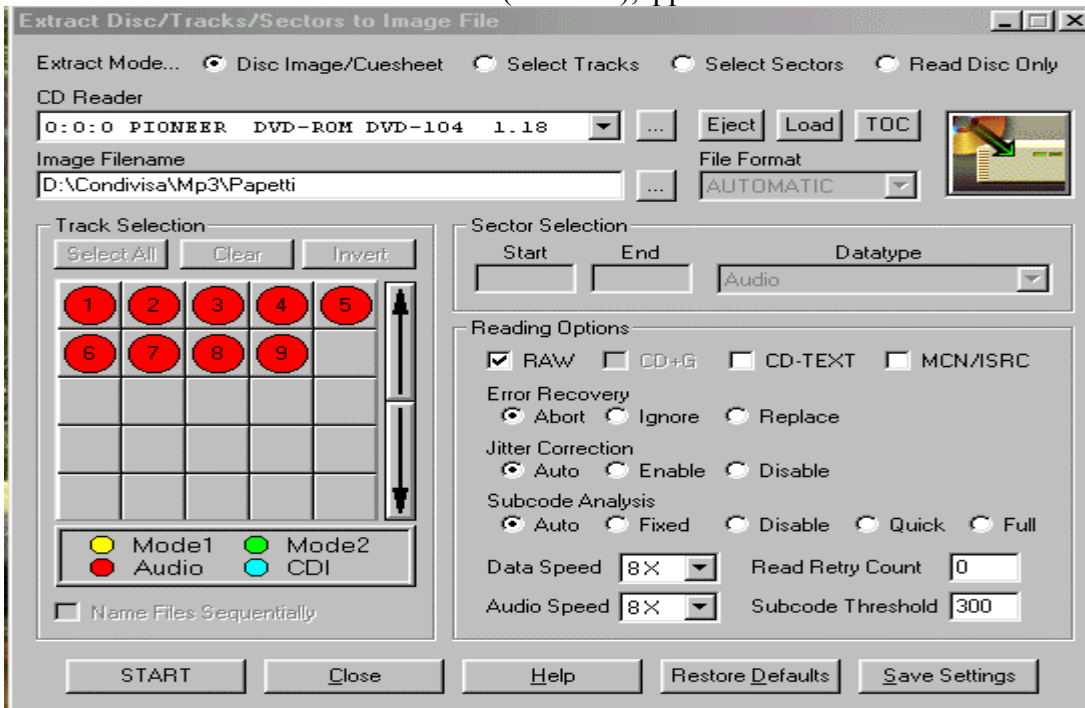 Extract Disc/Tracks/Sectors to Image File
Extract Mode... Disc Image/Cuesheet Select Tracks Select Sectors Read Disc Only
CD Reader
0:0:0 PIONEER DVD-ROM DVD-104 1.18 ... Eject Load TOC
Image Filename File Format
D:\Condivisa\Mp3\Papetti ... AUTOMATIC
Track Selection
Select All Clear Invert
1 2 3 4 5
6 7 8 9
Mode1 Mode2
Audio CDI
Name Files Sequentially
Sector Selection
Start End Datatype
Audio
Reading Options
RAW CD+G CD-TEXT MCN/ISRC
Error Recovery
Abort Ignore Replace
Jitter Correction
Auto Enable Disable
Subcode Analysis
Auto Fixed Disable Quick Full
Data Speed 8X Read Retry Count 0
Audio Speed 8X Subcode Threshold 300
START Close Help Restore Defaults Save Settings